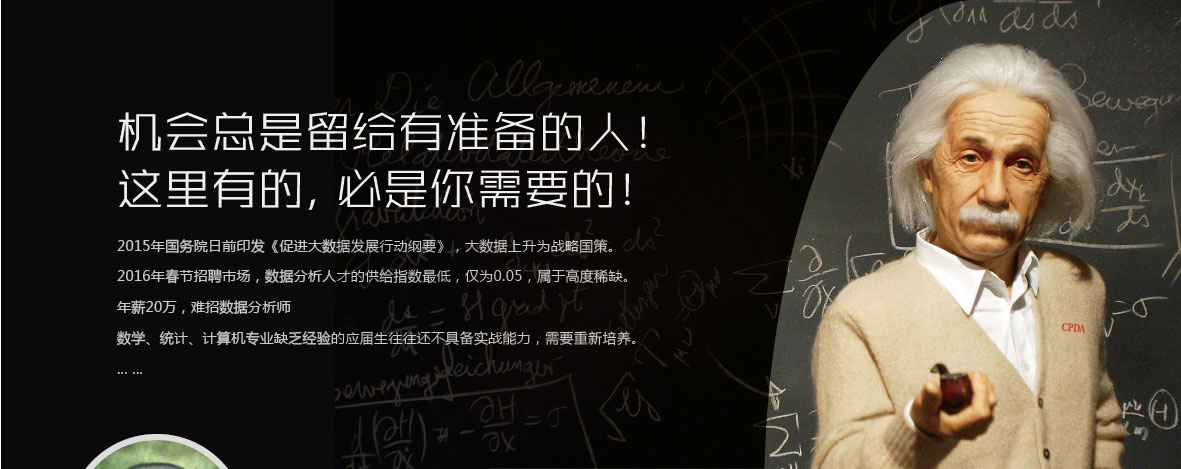 机会总是留给有准备的人！
这里有的，必是你需要的！
2015年国务院日前印发《促进大数据发展行动纲要》，大数据上升为战略国策。
2016年春节招聘市场，数据分析人才的供给指数最低，仅为0.05，属于高度稀缺。
年薪20万，难招数据分析师
数学、统计、计算机专业缺乏经验的应届生往往还不具备实战能力，需要重新培养。
... ...
CPDA
Die Allgemeinen